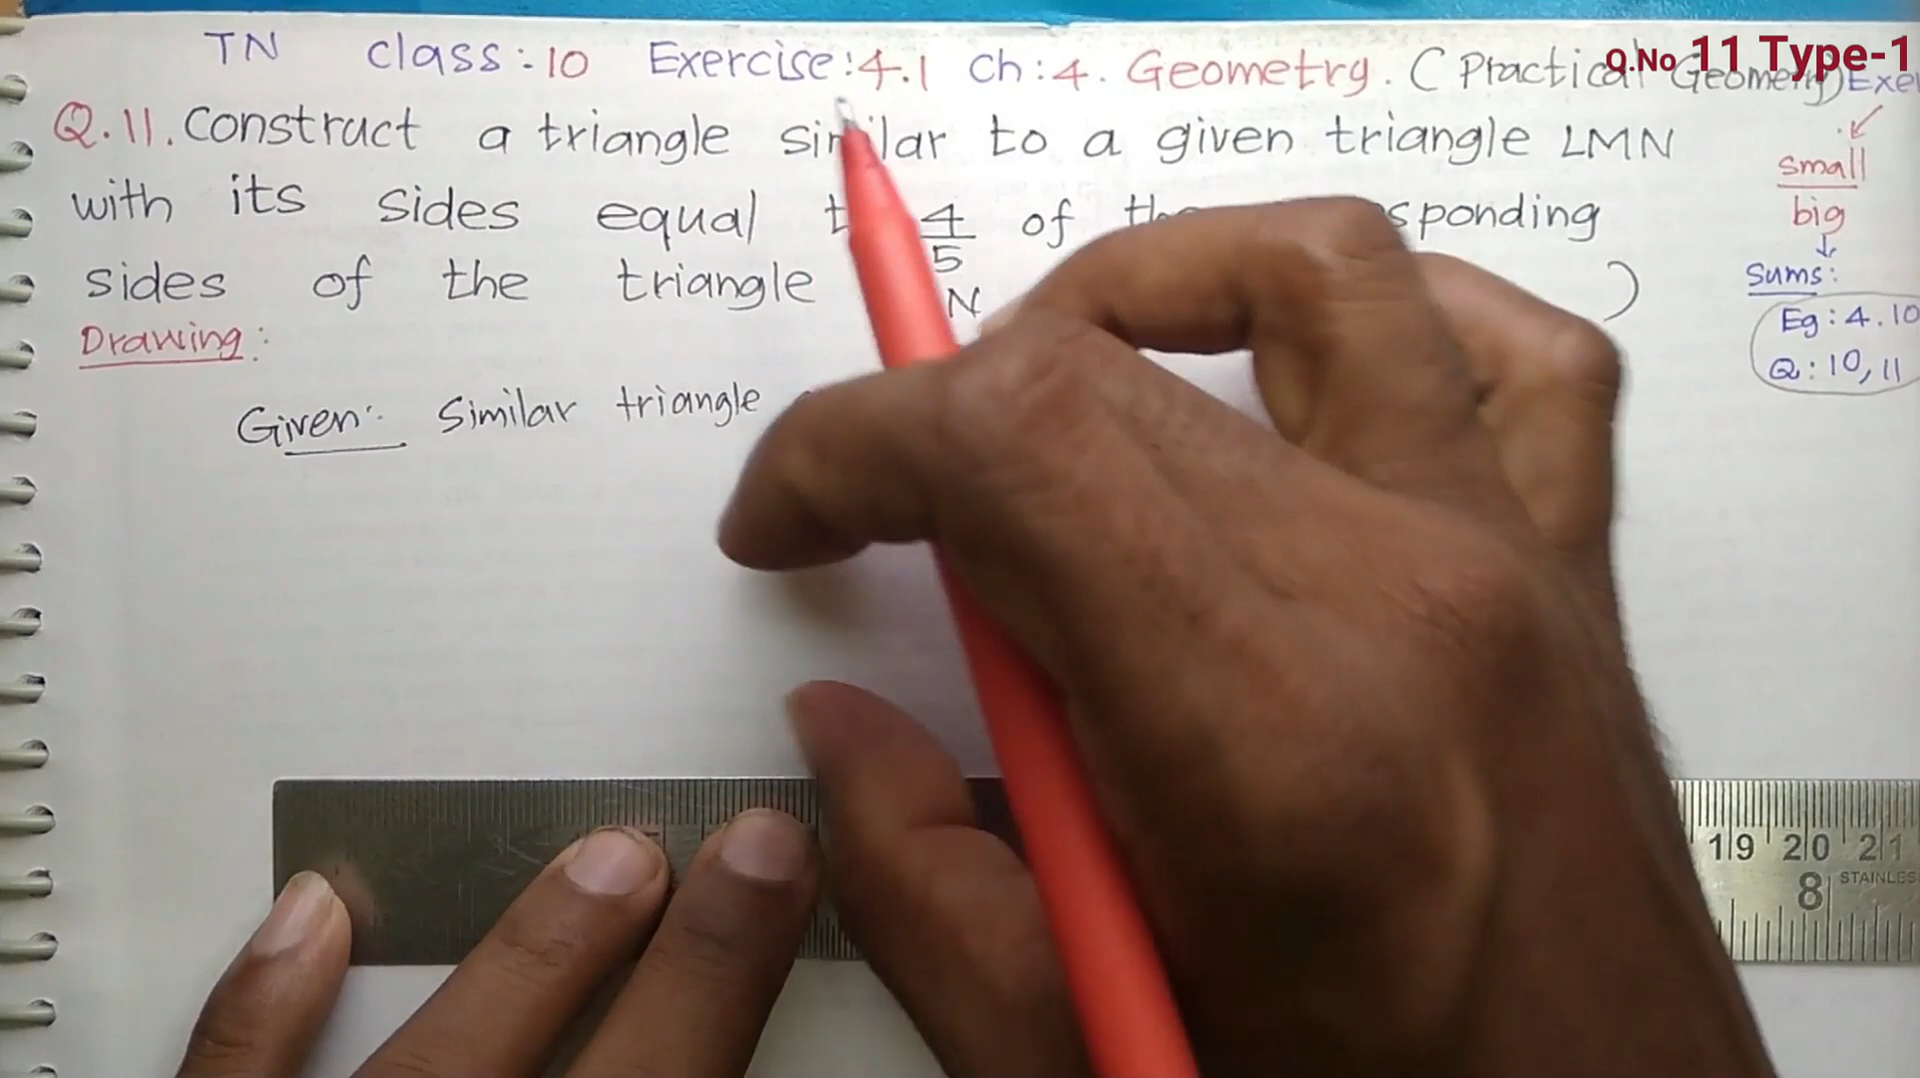 Q.No 11 Type-1
TN class:10 Exercise:4.1 Ch:4. Geometry. (Practical Geometry) Exe
Q.11. Construct a triangle similar to a given triangle LMN
with its sides equal 4/5 of sponding
sides of the triangle N )
Drawing:
Given: Similar triangle
small
big
Sums:
Eg: 4.10
Q: 10, 11
19 20 21
8 STAINLES